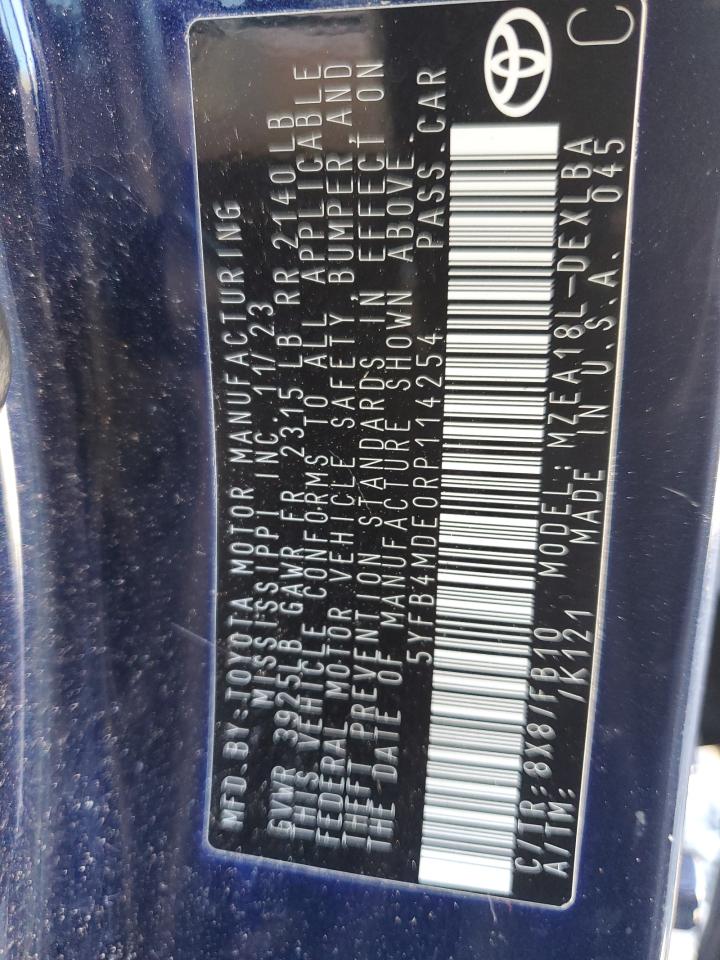 MFD.BY:TOYOTA MOTOR MANUFACTURING
MISSISSIPPI INC. 11/23
GVWR 3925LB GAWR FR 2315 LB RR 2140LB
THIS VEHICLE CONFORMS TO ALL APPLICABLE
FEDERAL MOTOR VEHICLE SAFETY, BUMPER, AND
THEFT PREVENTION STANDARDS IN EFFECT ON
THE DATE OF MANUFACTURE SHOWN ABOVE.
5YFB4MDE0RP114254 PASS.CAR
C/TR:8X8/FB10 MODEL:MZEA18L-DEXLBA
A/TM: /K121 MADE IN U.S.A. 045
C